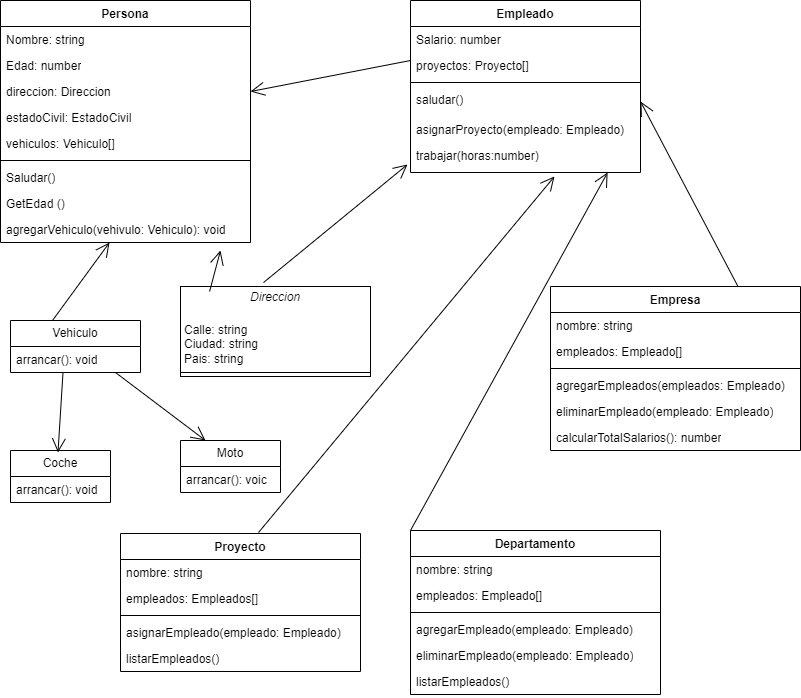 Persona
Nombre: string
Edad: number
direccion: Direccion
estadoCivil: EstadoCivil
vehiculos: Vehiculo[]
Saludar()
GetEdad ()
agregarVehiculo(vehivulo: Vehiculo): void
Empleado
Salario: number
proyectos: Proyecto[]
saludar()
asignarProyecto(empleado: Empleado)
trabajar(horas:number)
Direccion
Calle: string
Ciudad: string
Pais: string
Empresa
nombre: string
empleados: Empleado[]
agregarEmpleados(empleados: Empleado)
eliminarEmpleado(empleado: Empleado)
calcularTotalSalarios(): number
Vehiculo
arrancar(): void
Coche
arrancar(): void
Moto
arrancar(): voic
Proyecto
nombre: string
empleados: Empleados[]
asignarEmpleado(empleado: Empleado)
listarEmpleados()
Departamento
nombre: string
empleados: Empleado[]
agregarEmpleado(empleado: Empleado)
eliminarEmpleado(empleado: Empleado)
listarEmpleados()